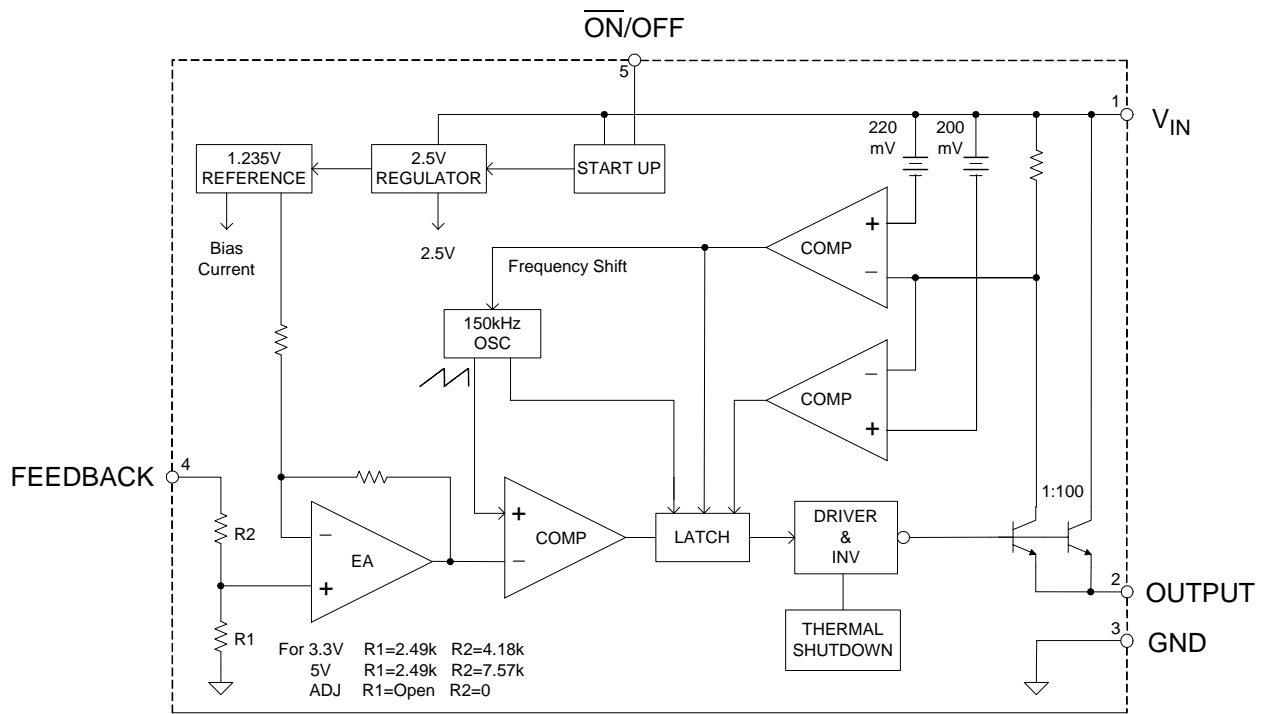 ON/OFF
5
1
V_IN
220
mV
200
mV
1.235V
REFERENCE
2.5V
REGULATOR
START UP
+
COMP
−
Bias
Current
2.5V
Frequency Shift
150kHz
OSC
−
COMP
+
FEEDBACK
4
1:100
R2
−
EA
+
+
COMP
−
LATCH
DRIVER
&
INV
2
OUTPUT
R1
THERMAL
SHUTDOWN
3
GND
For 3.3V R1=2.49k R2=4.18k
5V R1=2.49k R2=7.57k
ADJ R1=Open R2=0